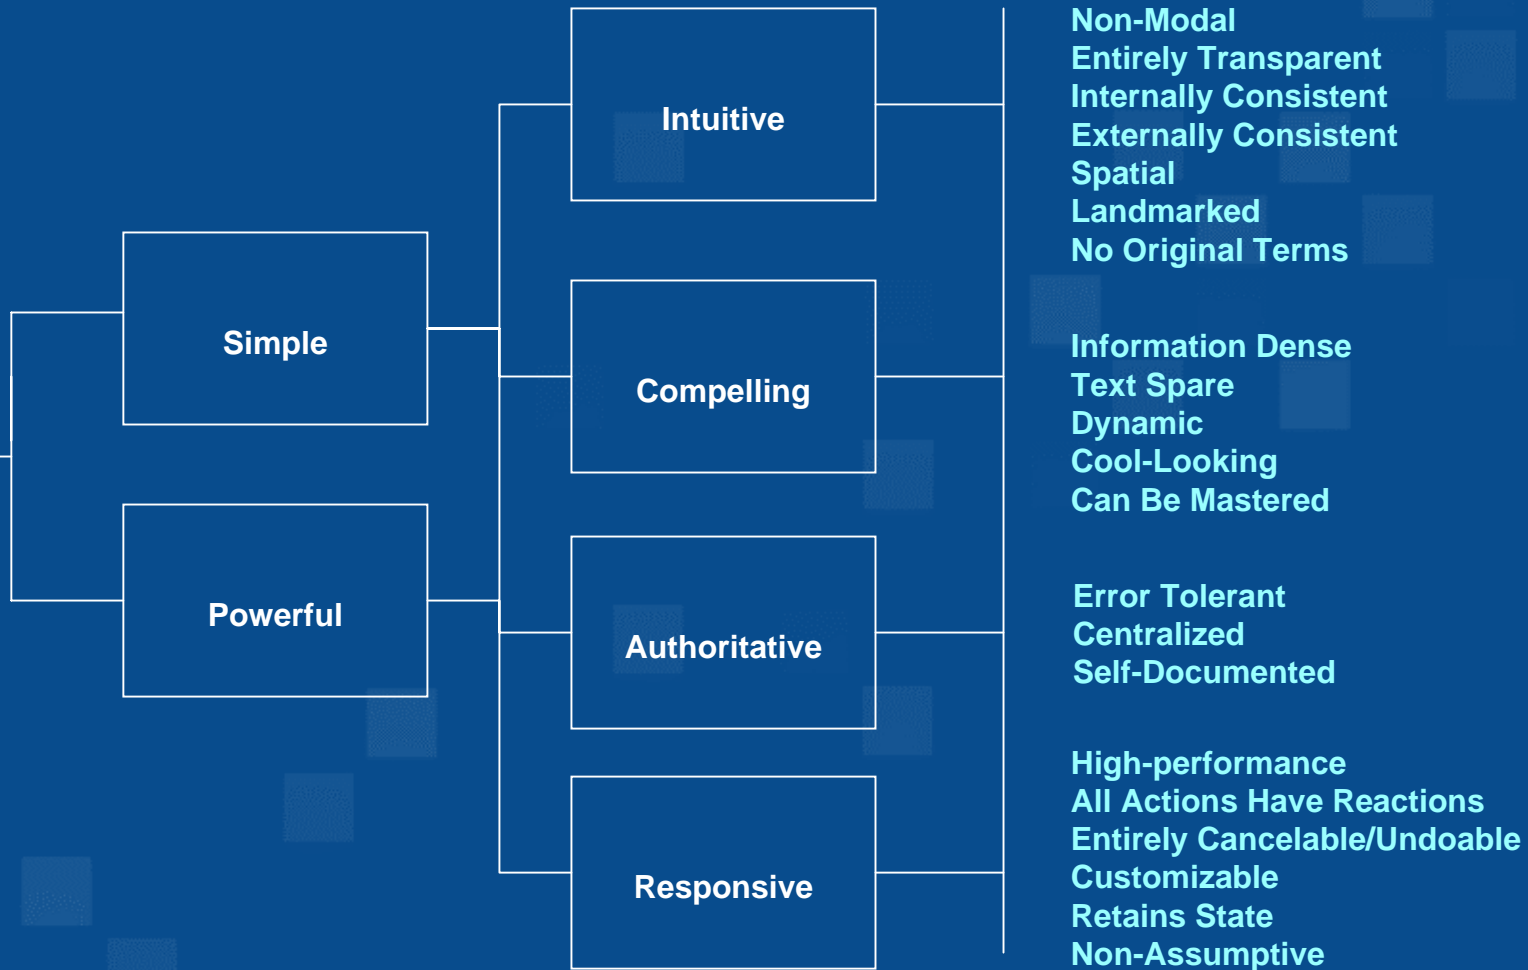 Simple
Powerful
Intuitive
Compelling
Authoritative
Responsive
Non-Modal
Entirely Transparent
Internally Consistent
Externally Consistent
Spatial
Landmarked
No Original Terms
Information Dense
Text Spare
Dynamic
Cool-Looking
Can Be Mastered
Error Tolerant
Centralized
Self-Documented
High-performance
All Actions Have Reactions
Entirely Cancelable/Undoable
Customizable
Retains State
Non-Assumptive